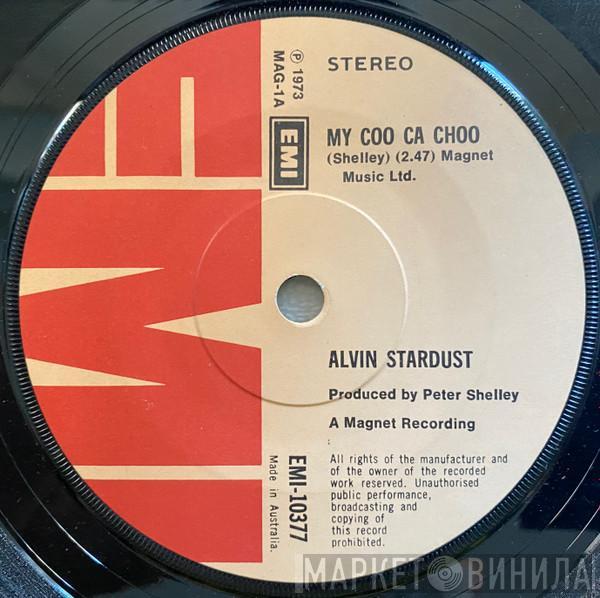 EMI
STEREO
℗ 1973
MAG-1A
EMI
MY COO CA CHOO
(Shelley) (2.47) Magnet
Music Ltd.
ALVIN STARDUST
Produced by Peter Shelley
A Magnet Recording
EMI-10377
Made in Australia.
All rights of the manufacturer and
of the owner of the recorded
work reserved. Unauthorised
public performance,
broadcasting and
copying of
this record
prohibited.
МАРКЕТ ВИНИЛА